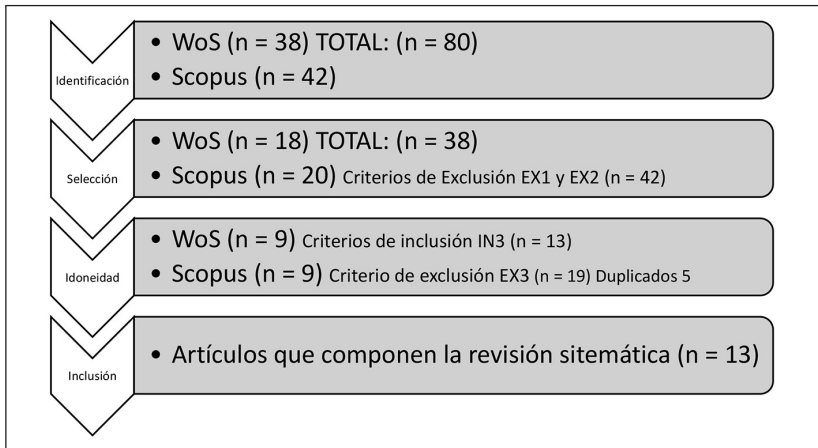 Identificación
• WoS (n = 38) TOTAL: (n = 80)
• Scopus (n = 42)
Selección
• WoS (n = 18) TOTAL: (n = 38)
• Scopus (n = 20) Criterios de Exclusión EX1 y EX2 (n = 42)
Idoneidad
• WoS (n = 9) Criterios de inclusión IN3 (n = 13)
• Scopus (n = 9) Criterio de exclusión EX3 (n = 19) Duplicados 5
Inclusión
• Artículos que componen la revisión sitemática (n = 13)